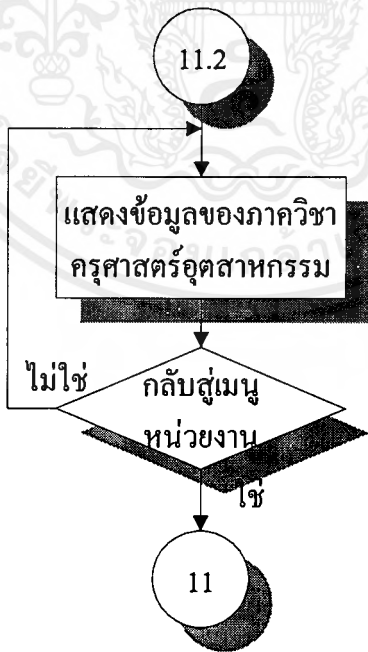 11.2
แสดงข้อมูลของภาควิชา
ครุศาสตร์อุตสาหกรรม
ไม่ใช่
กลับสู่เมนู
หน่วยงาน
ใช่
11